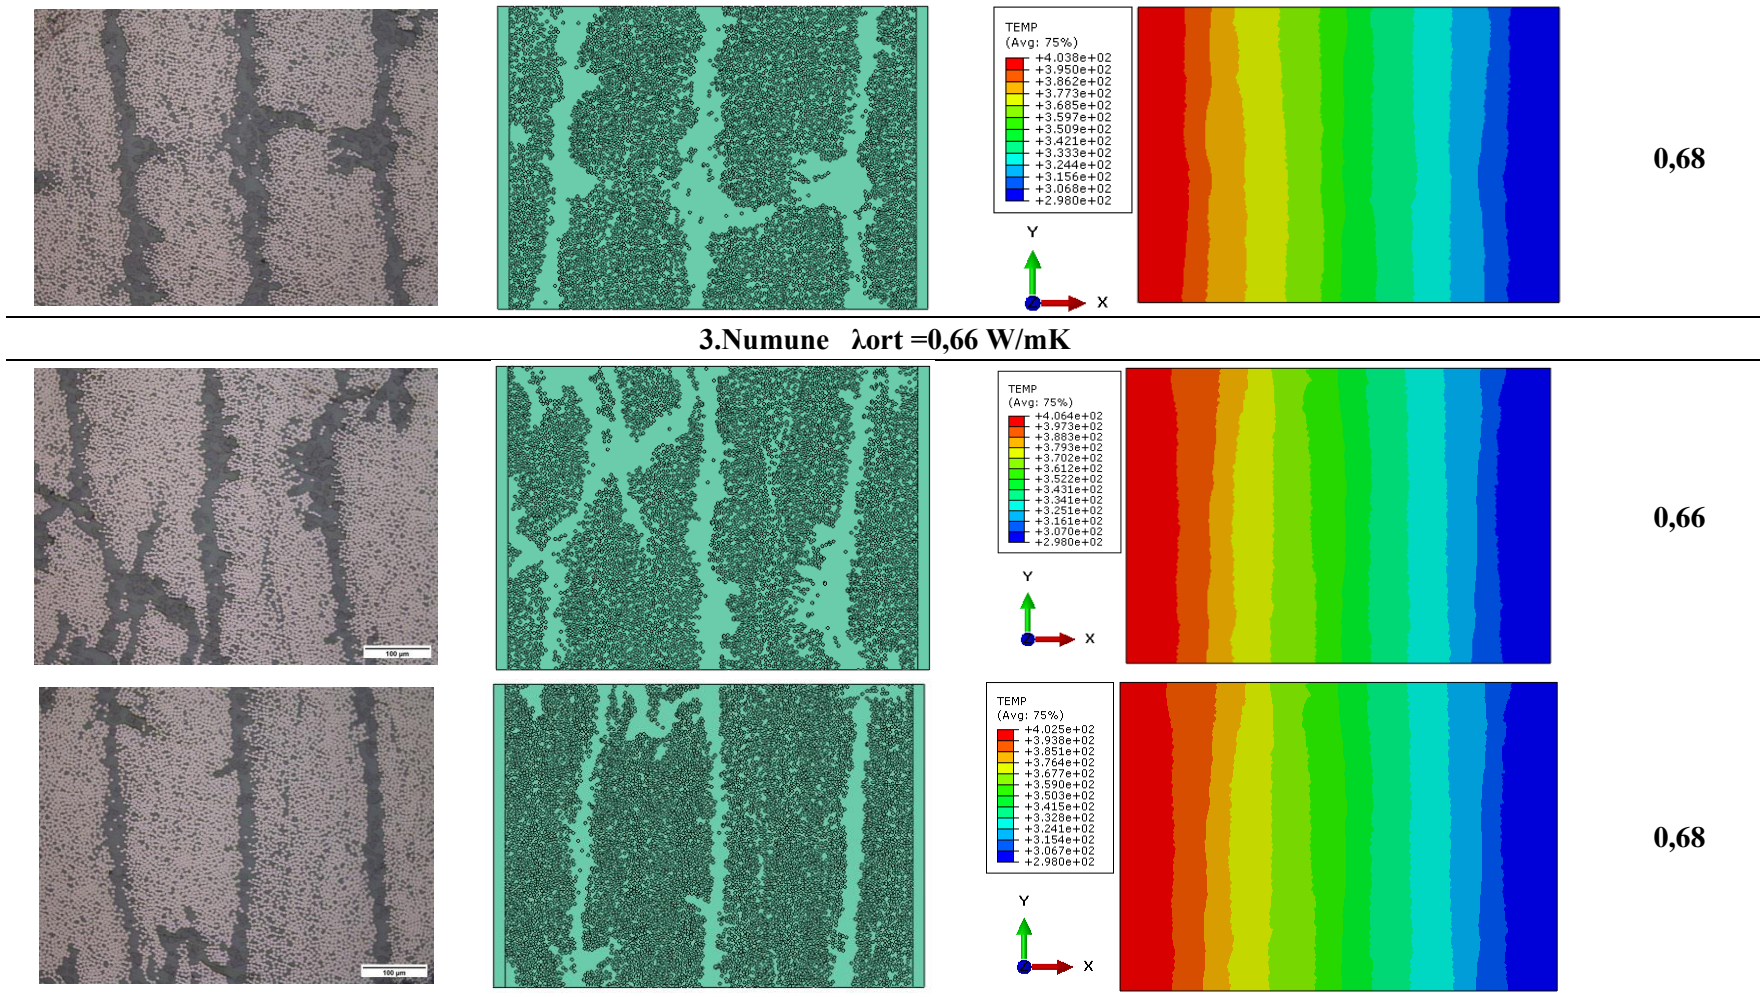 TEMP
(Avg: 75%)
+4.038e+02
+3.950e+02
+3.862e+02
+3.773e+02
+3.685e+02
+3.597e+02
+3.509e+02
+3.421e+02
+3.333e+02
+3.244e+02
+3.156e+02
+3.068e+02
+2.980e+02
Y
Z
X
0,68
3.Numune λort =0,66 W/mK
100 µm
TEMP
(Avg: 75%)
+4.064e+02
+3.973e+02
+3.883e+02
+3.793e+02
+3.702e+02
+3.612e+02
+3.522e+02
+3.431e+02
+3.341e+02
+3.251e+02
+3.161e+02
+3.070e+02
+2.980e+02
Y
Z
X
0,66
100 µm
TEMP
(Avg: 75%)
+4.025e+02
+3.938e+02
+3.851e+02
+3.764e+02
+3.677e+02
+3.590e+02
+3.503e+02
+3.415e+02
+3.328e+02
+3.241e+02
+3.154e+02
+3.067e+02
+2.980e+02
Y
Z
X
0,68